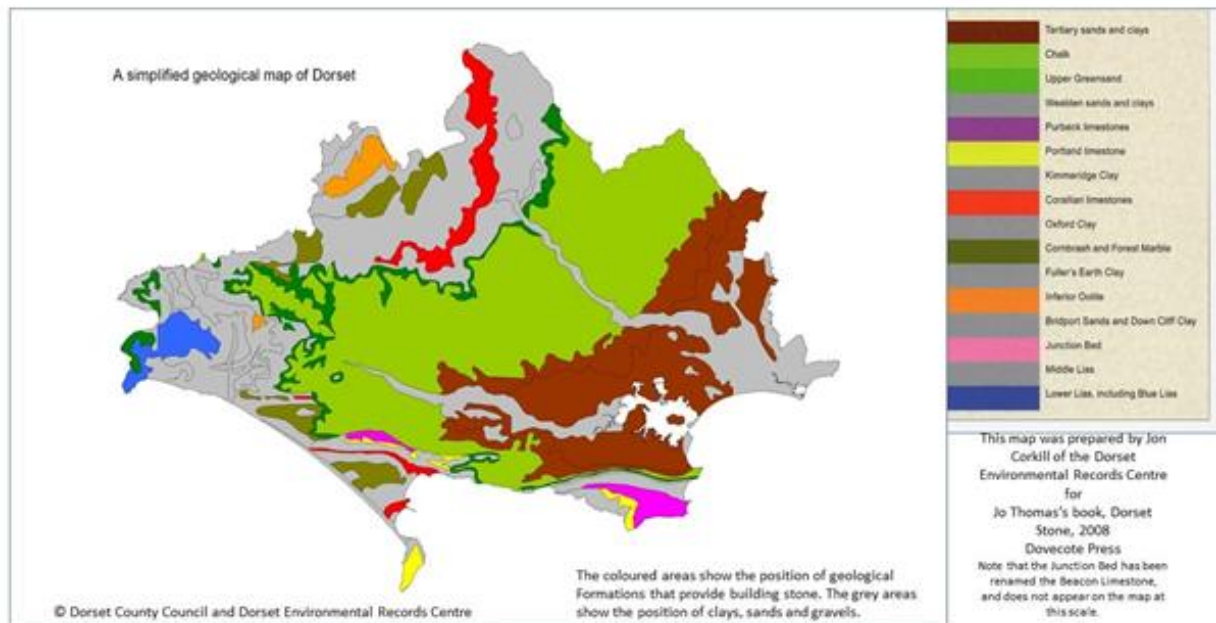 A simplified geological map of Dorset
Tertiary sands and clays
Chalk
Upper Greensand
Wealden sands and clays
Purbeck limestones
Portland limestone
Kimmeridge Clay
Corallian limestones
Oxford Clay
Cornbrash and Forest Marble
Fuller's Earth Clay
Inferior Oolite
Bridport Sands and Down Cliff Clay
Junction Bed
Middle Lias
Lower Lias, including Blue Lias
This map was prepared by Jon
Corkill of the Dorset
Environmental Records Centre
for
Jo Thomas's book, Dorset
Stone, 2008
Dovecote Press
Note that the Junction Bed has been
renamed the Beacon Limestone,
and does not appear on the map at
this scale.
The coloured areas show the position of geological
Formations that provide building stone. The grey areas
show the position of clays, sands and gravels.
© Dorset County Council and Dorset Environmental Records Centre